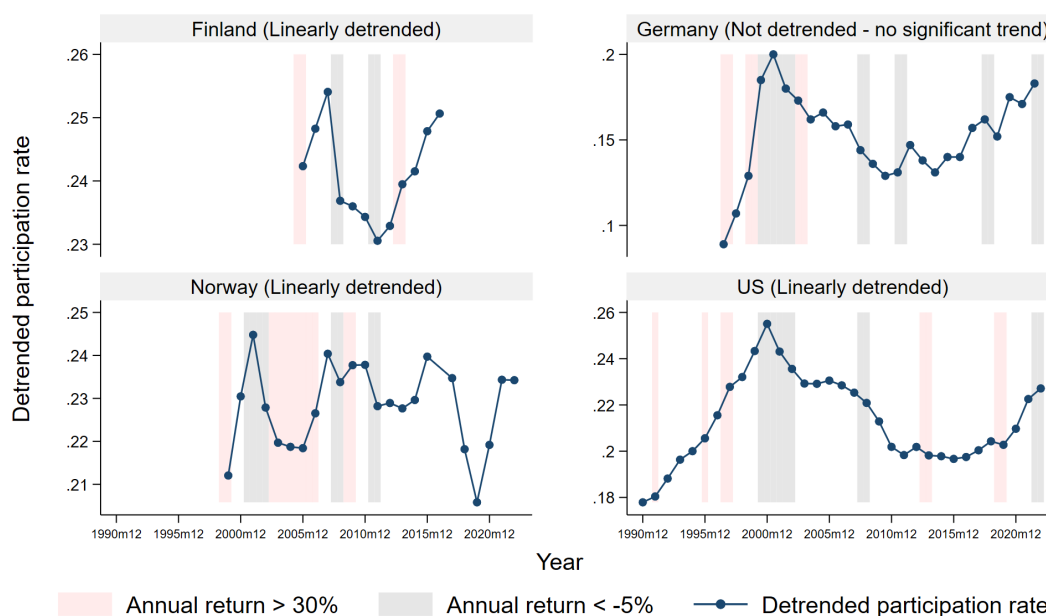 Finland (Linearly detrended)
Germany (Not detrended - no significant trend)
.26
.25
.24
.23
.2
.15
.1
Norway (Linearly detrended)
US (Linearly detrended)
.25
.24
.23
.22
.21
.26
.24
.22
.2
.18
1990m12 1995m12 2000m12 2005m12 2010m12 2015m12 2020m12
1990m12 1995m12 2000m12 2005m12 2010m12 2015m12 2020m12
Detrended participation rate
Year
Annual return > 30% Annual return < -5% Detrended participation rate